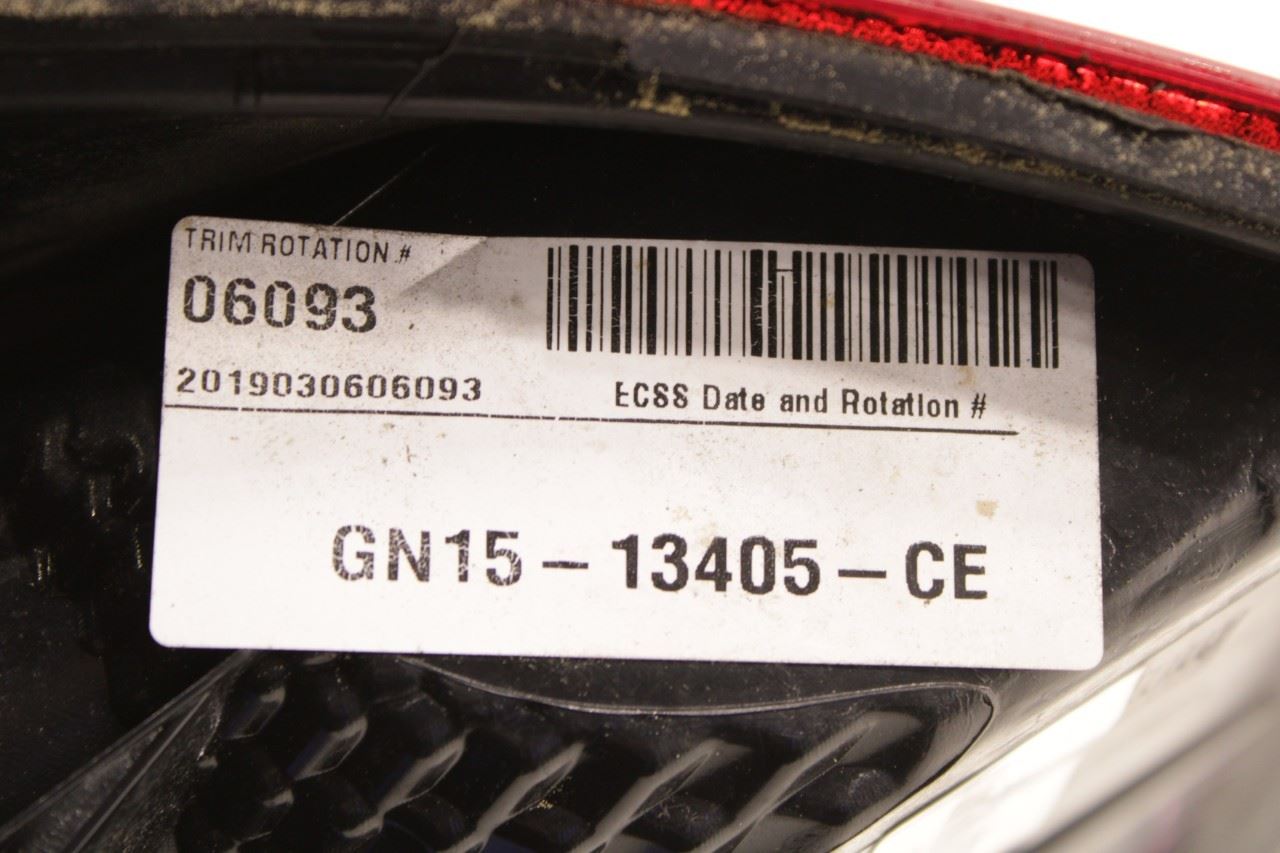 TRIM ROTATION #
06093
2019030606093
ECSS Date and Rotation #
GN15-13405-CE